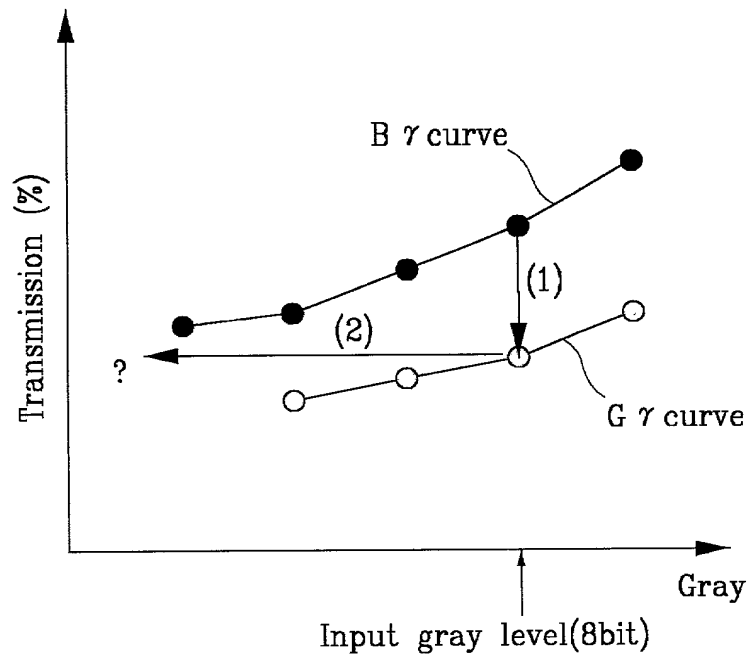 Transmission (%)
B γ curve
(1)
(2)
?
G γ curve
Gray
Input gray level(8bit)